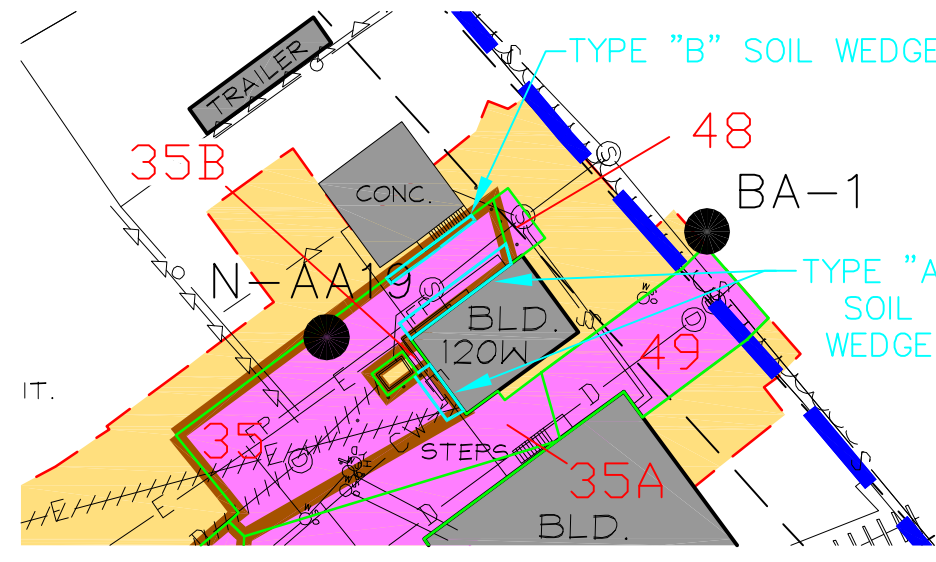 TYPE "B" SOIL WEDGE
TRAILER
48
35B
CONC.
BA-1
N-AA19
TYPE "A
SOIL
WEDGE
BLD.
120W
49
IT.
35
STEPS
35A
BLD.
S
S
S
S
S
D
D
D
E
E
E
E
P
C
W